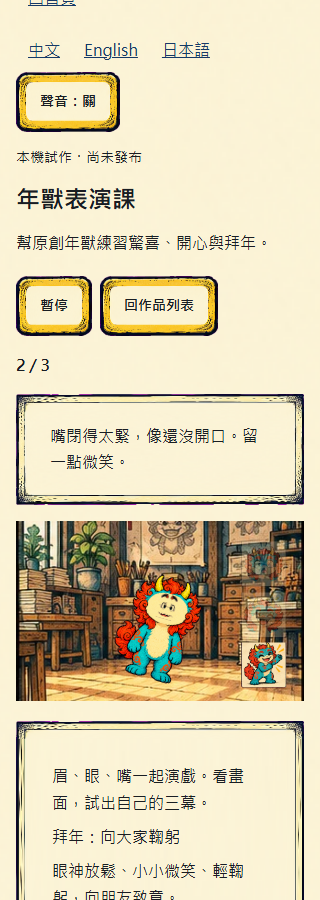 回首頁
中文 English 日本語
聲音：關
本機試作・尚未發布
年獸表演課
幫原創年獸練習驚喜、開心與拜年。
暫停 回作品列表
2 / 3
嘴閉得太緊，像還沒開口。留
一點微笑。
眉、眼、嘴一起演戲。看畫
面，試出自己的三幕。
拜年：向大家鞠躬
眼神放鬆、小小微笑、輕鞠
躬，向朋友致意。